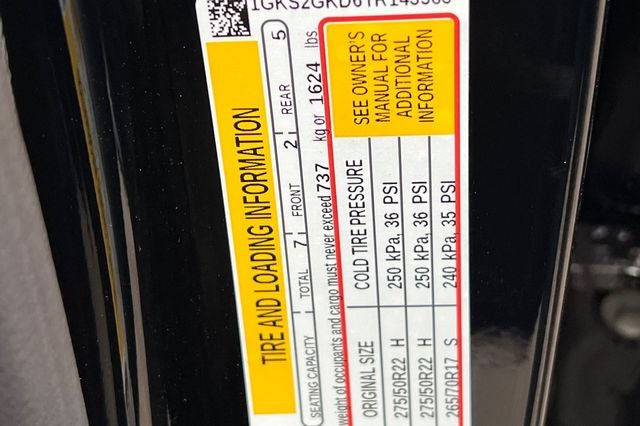 TIRE AND LOADING INFORMATION
SEATING CAPACITY TOTAL 7 FRONT 2 REAR 5
weight of occupants and cargo must never exceed 737 kg or 1624 lbs
ORIGINAL SIZE COLD TIRE PRESSURE
275/50R22 H 250 kPa, 36 PSI
275/50R22 H 250 kPa, 36 PSI
265/70R17 S 240 kPa, 35 PSI
SEE OWNER'S
MANUAL FOR
ADDITIONAL
INFORMATION